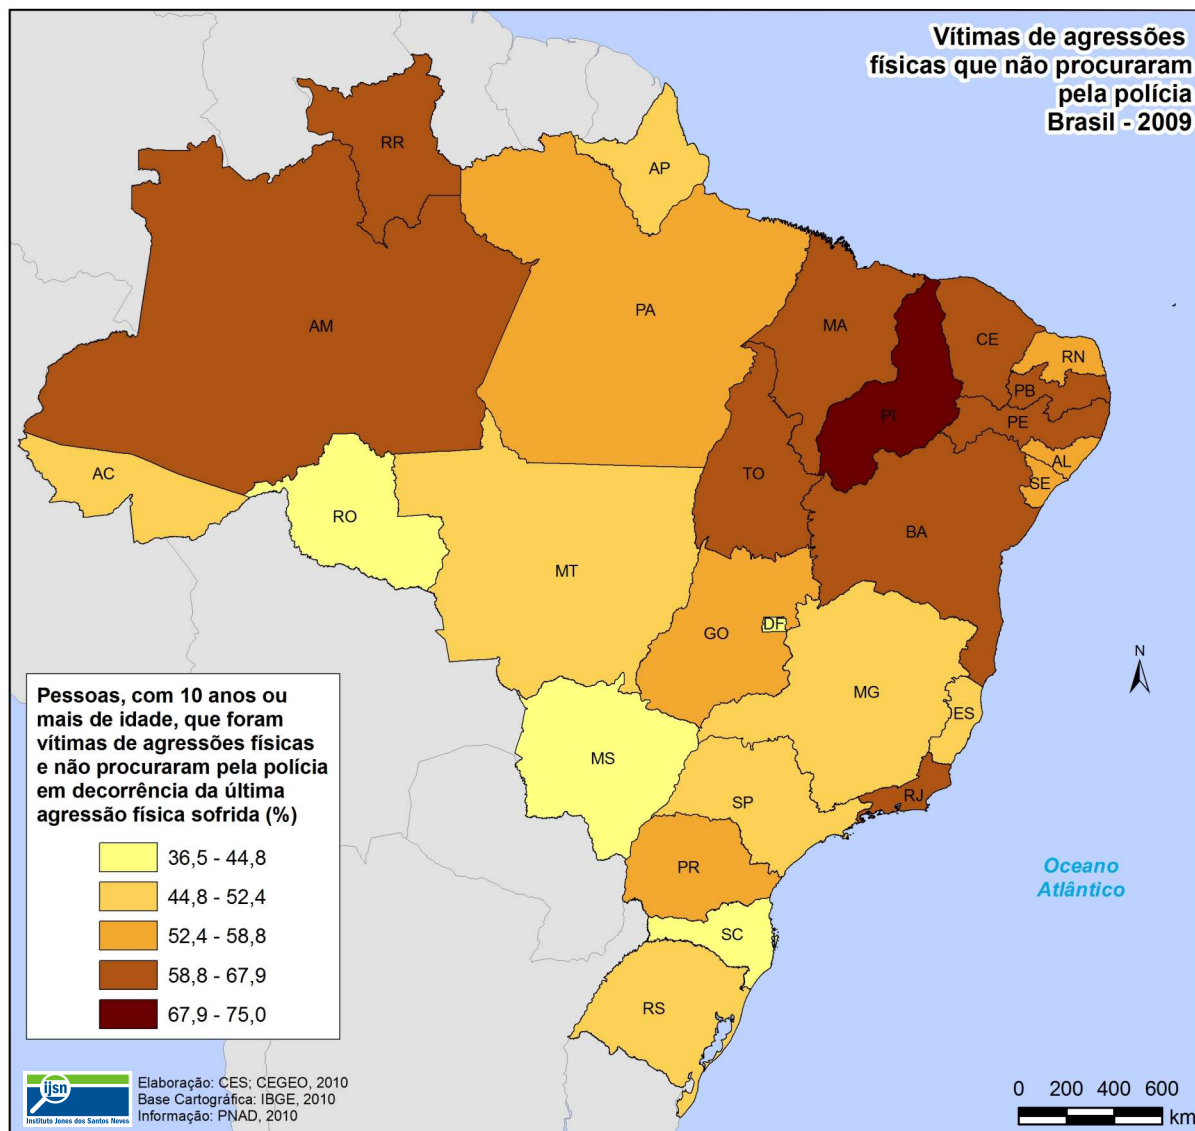 Vítimas de agressões
físicas que não procuraram
pela polícia
Brasil - 2009
RR
AP
AM
PA
MA
CE
RN
PB
PI
PE
AC
TO
AL
SE
RO
BA
MT
DF
GO
MG
ES
MS
SP
RJ
PR
SC
RS
N
Oceano
Atlântico
Pessoas, com 10 anos ou
mais de idade, que foram
vítimas de agressões físicas
e não procuraram pela polícia
em decorrência da última
agressão física sofrida (%)
36,5 - 44,8
44,8 - 52,4
52,4 - 58,8
58,8 - 67,9
67,9 - 75,0
ijsn
Instituto Jones dos Santos Neves
Elaboração: CES; CEGEO, 2010
Base Cartográfica: IBGE, 2010
Informação: PNAD, 2010
0 200 400 600
km